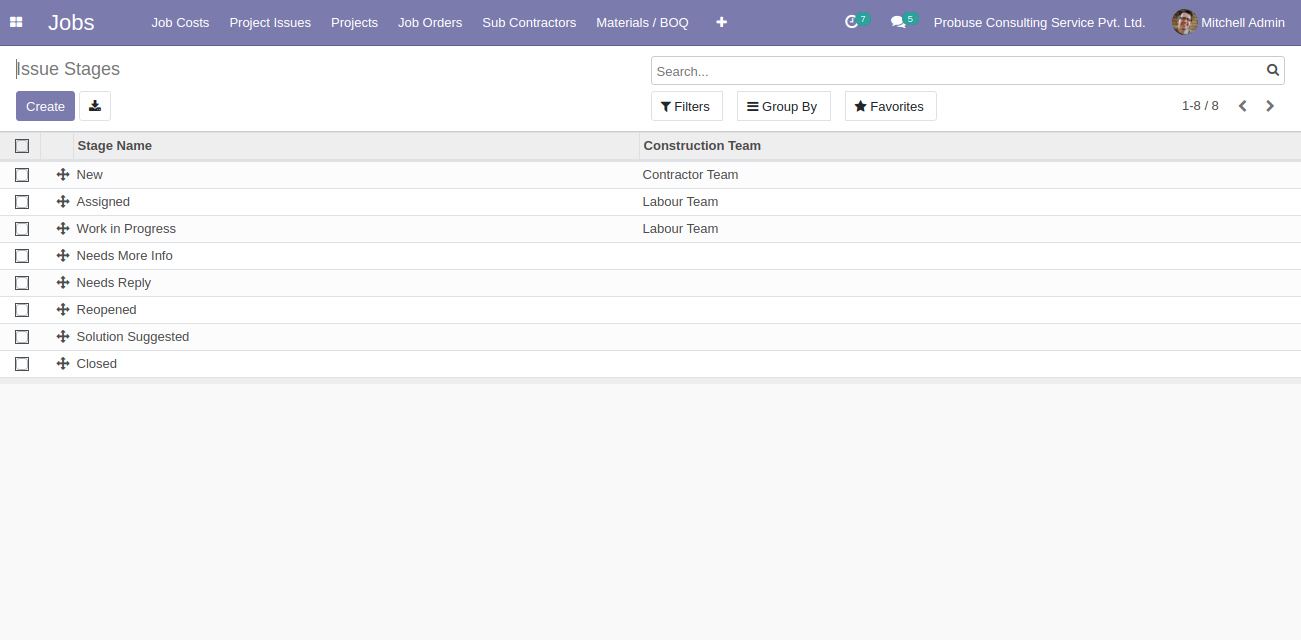 Jobs Job Costs Project Issues Projects Job Orders Sub Contractors Materials / BOQ 7 5 Probuse Consulting Service Pvt. Ltd. Mitchell Admin
Issue Stages
Search...
Create Filters Group By Favorites 1-8 / 8
Stage Name Construction Team
New Contractor Team
Assigned Labour Team
Work in Progress Labour Team
Needs More Info
Needs Reply
Reopened
Solution Suggested
Closed